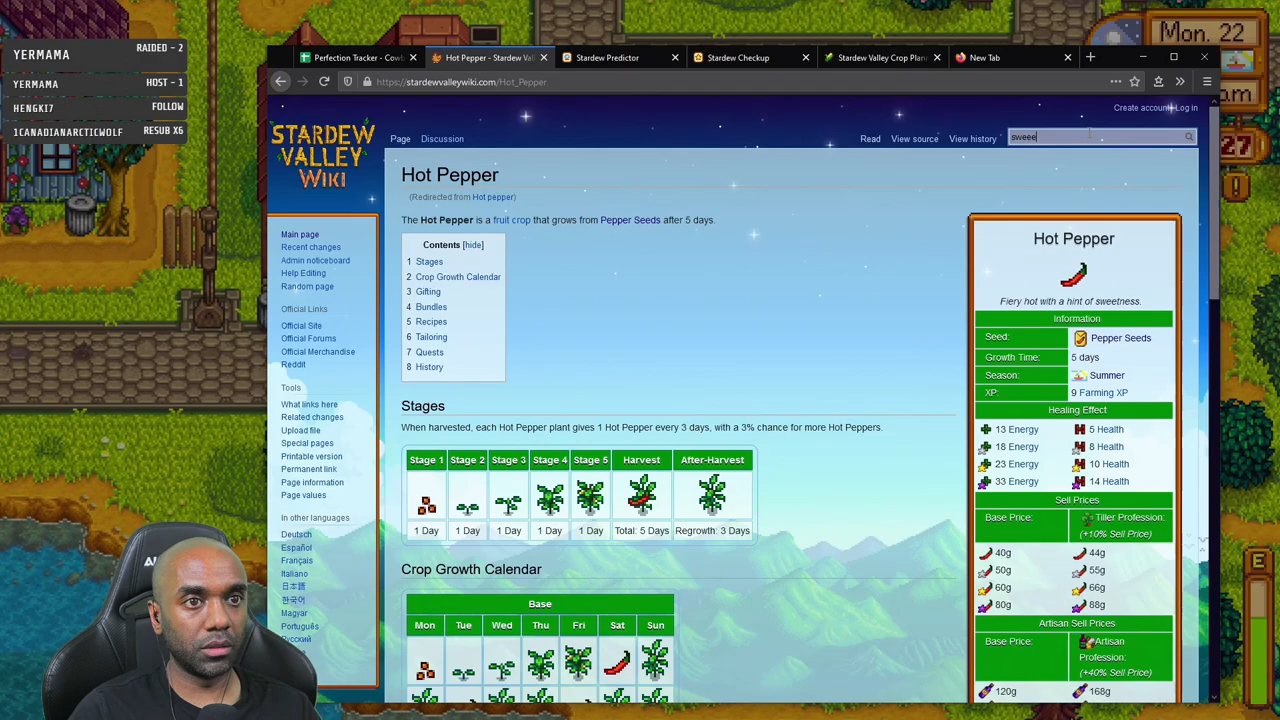 YERMAMA
RAIDED - 2
YERMAMA
HOST - 1
HENGKI7
FOLLOW
ICANADIANARCTICWOLF
RESUB X6
Mon. 22
am
27
E
Perfection Tracker - Cowb
Hot Pepper - Stardew Val
Stardew Predictor
Stardew Checkup
Stardew Valley Crop Plan
New Tab
https://stardewvalleywiki.com/Hot_Pepper
Create account
Log in
STARDEW
VALLEY
WIKI
Page
Discussion
Read
View source
View history
sweee
Main page
Recent changes
Admin noticeboard
Help Editing
Random page
Official Links
Official Site
Official Forums
Official Merchandise
Reddit
Tools
What links here
Related changes
Upload file
Special pages
Printable version
Permanent link
Page information
Page values
In other languages
Deutsch
Español
Français
Italiano
日本語
한국어
Magyar
Português
Русский
Hot Pepper
(Redirected from Hot pepper)
The Hot Pepper is a fruit crop that grows from Pepper Seeds after 5 days.
Contents [hide]
1 Stages
2 Crop Growth Calendar
3 Gifting
4 Bundles
5 Recipes
6 Tailoring
7 Quests
8 History
Stages
When harvested, each Hot Pepper plant gives 1 Hot Pepper every 3 days, with a 3% chance for more Hot Peppers.
Stage 1 Stage 2 Stage 3 Stage 4 Stage 5 Harvest After-Harvest
1 Day 1 Day 1 Day 1 Day 1 Day Total: 5 Days Regrowth: 3 Days
Crop Growth Calendar
Base
Mon Tue Wed Thu Fri Sat Sun
Hot Pepper
Fiery hot with a hint of sweetness.
Information
Seed: Pepper Seeds
Growth Time: 5 days
Season: Summer
XP: 9 Farming XP
Healing Effect
13 Energy 5 Health
18 Energy 8 Health
23 Energy 10 Health
33 Energy 14 Health
Sell Prices
Base Price: Tiller Profession:
(+10% Sell Price)
40g 44g
50g 55g
60g 66g
80g 88g
Artisan Sell Prices
Base Price: Artisan
Profession:
(+40% Sell Price)
120g 168g